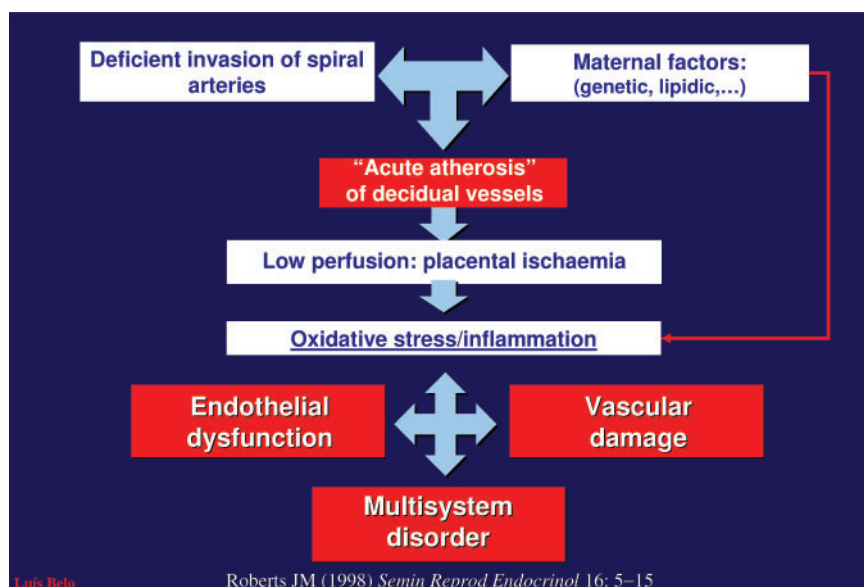 Deficient invasion of spiral
arteries
Maternal factors:
(genetic, lipidic,...)
“Acute atherosis”
of decidual vessels
Low perfusion: placental ischaemia
Oxidative stress/inflammation
Endothelial
dysfunction
Vascular
damage
Multisystem
disorder
Luís Belo
Roberts JM (1998) Semin Reprod Endocrinol 16: 5–15